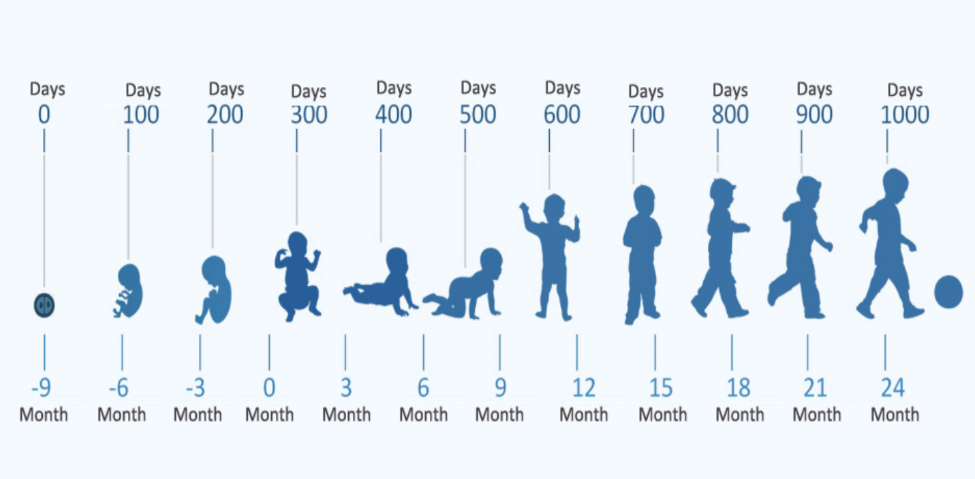 Days Days Days Days Days Days Days Days Days Days Days
0 100 200 300 400 500 600 700 800 900 1000
-9 -6 -3 0 3 6 9 12 15 18 21 24
Month Month Month Month Month Month Month Month Month Month Month Month